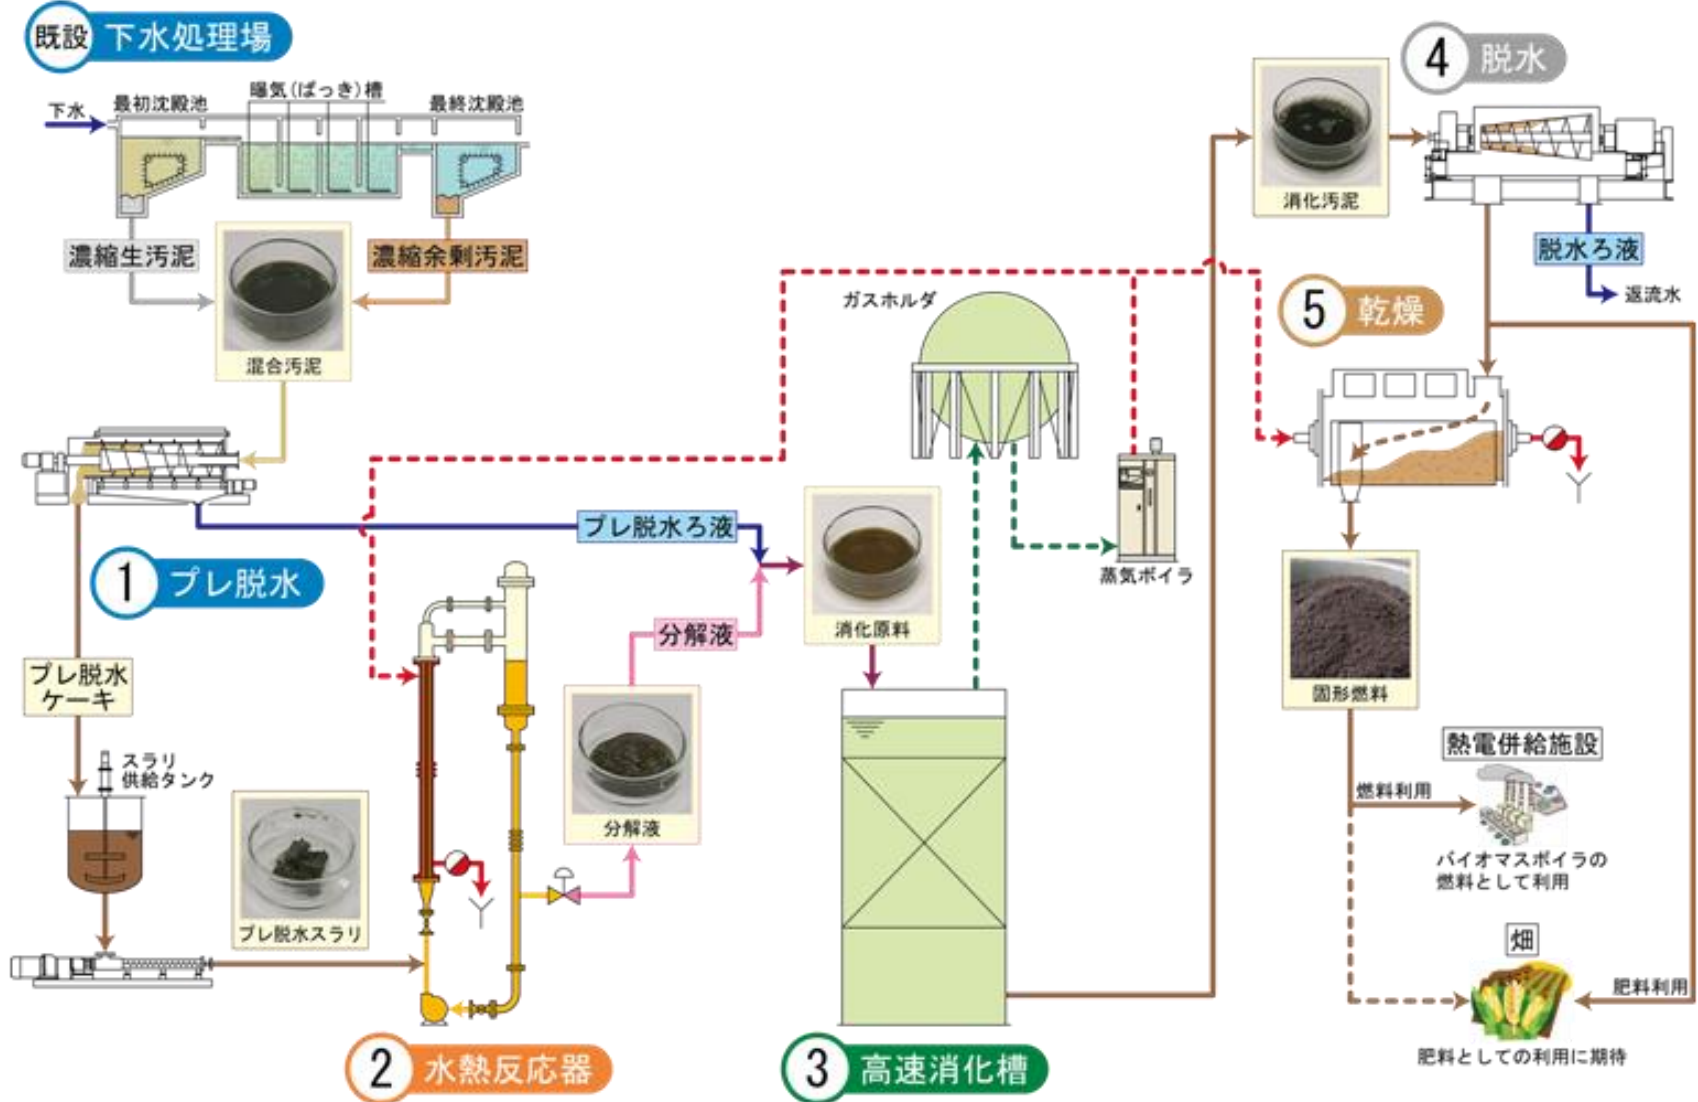 既設 下水処理場
下水
最初沈殿池
曝気(ばっき)槽
最終沈殿池
濃縮生汚泥
濃縮余剰汚泥
混合汚泥
1 プレ脱水
プレ脱水ろ液
プレ脱水
ケーキ
スラリ
供給タンク
プレ脱水スラリ
2 水熱反応器
分解液
分解液
消化原料
3 高速消化槽
ガスホルダ
蒸気ボイラ
消化汚泥
4 脱水
脱水ろ液
返流水
5 乾燥
固形燃料
燃料利用
熱電併給施設
バイオマスボイラの
燃料として利用
畑
肥料利用
肥料としての利用に期待